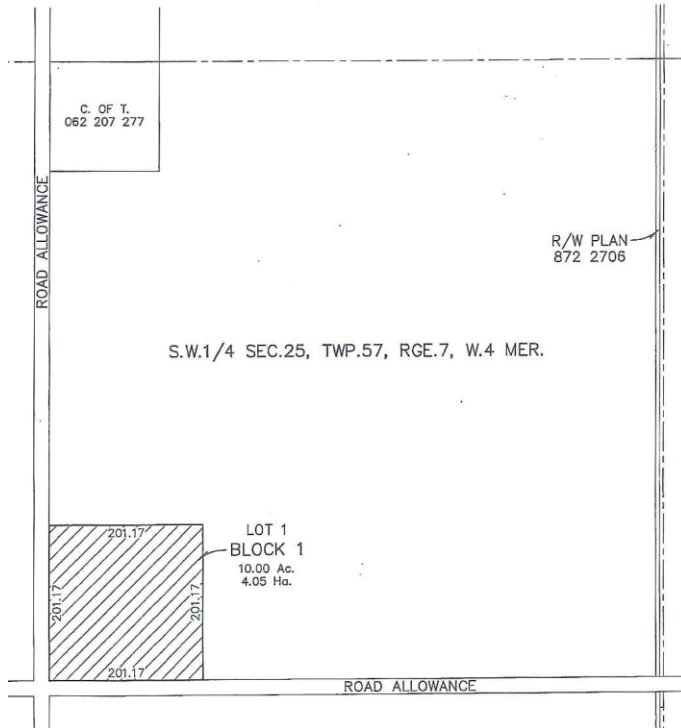 C. OF T.
062 207 277
ROAD ALLOWANCE
R/W PLAN
872 2706
S.W.1/4 SEC.25, TWP.57, RGE.7, W.4 MER.
201.17
LOT 1
BLOCK 1
10.00 Ac.
4.05 Ha.
201.17
201.17
201.17
ROAD ALLOWANCE